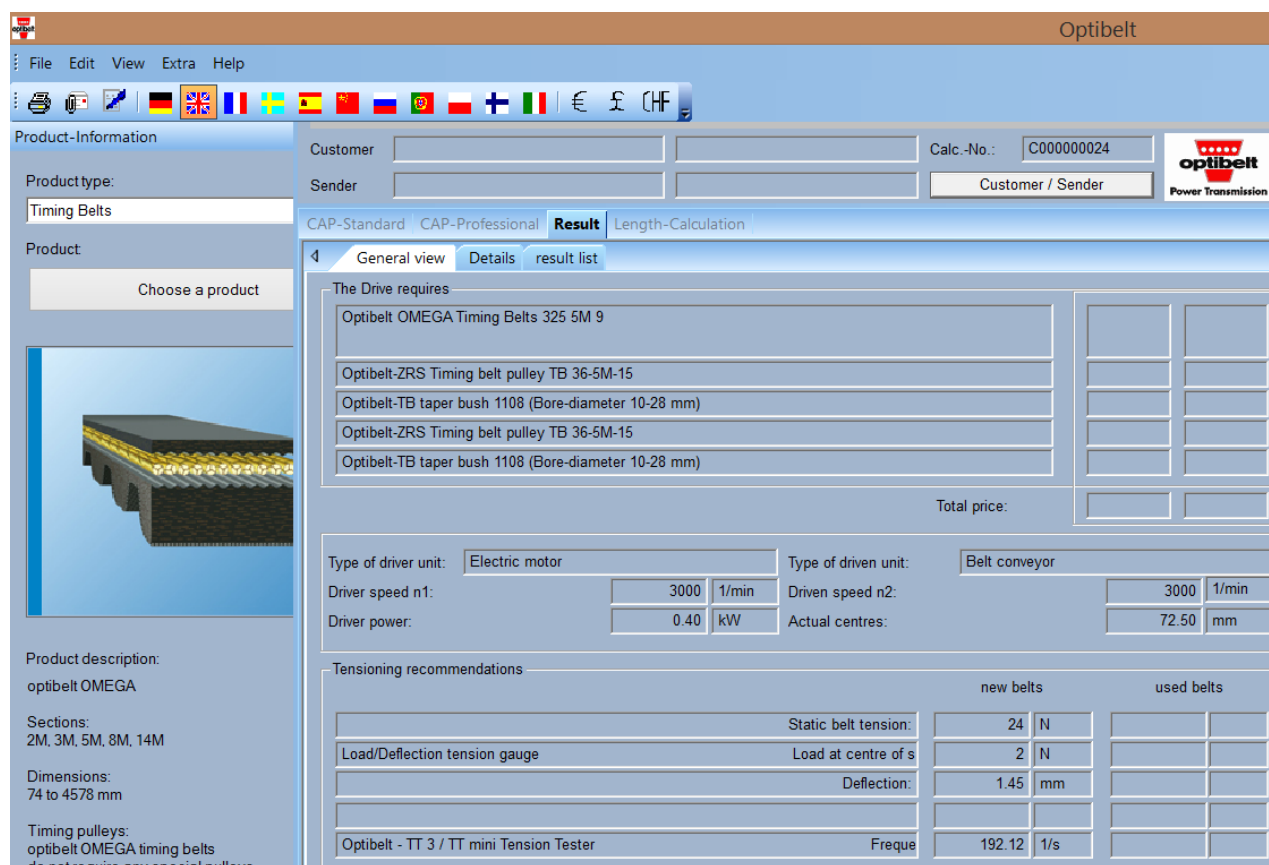 optibelt
Optibelt
File Edit View Extra Help
€ £ CHF
Product-Information
Product type:
Timing Belts
Product:
Choose a product
Product description:
optibelt OMEGA
Sections:
2M, 3M, 5M, 8M, 14M
Dimensions:
74 to 4578 mm
Timing pulleys:
optibelt OMEGA timing belts
do not require any special pulleys
Customer
Calc.-No.: C000000024
Sender
Customer / Sender
optibelt
Power Transmission
CAP-Standard CAP-Professional Result Length-Calculation
General view Details result list
The Drive requires
Optibelt OMEGA Timing Belts 325 5M 9
Optibelt-ZRS Timing belt pulley TB 36-5M-15
Optibelt-TB taper bush 1108 (Bore-diameter 10-28 mm)
Optibelt-ZRS Timing belt pulley TB 36-5M-15
Optibelt-TB taper bush 1108 (Bore-diameter 10-28 mm)
Total price:
Type of driver unit: Electric motor Type of driven unit: Belt conveyor
Driver speed n1: 3000 1/min Driven speed n2: 3000 1/min
Driver power: 0.40 kW Actual centres: 72.50 mm
Tensioning recommendations
new belts used belts
Static belt tension: 24 N
Load/Deflection tension gauge Load at centre of s 2 N
Deflection: 1.45 mm
Optibelt - TT 3 / TT mini Tension Tester Freque 192.12 1/s